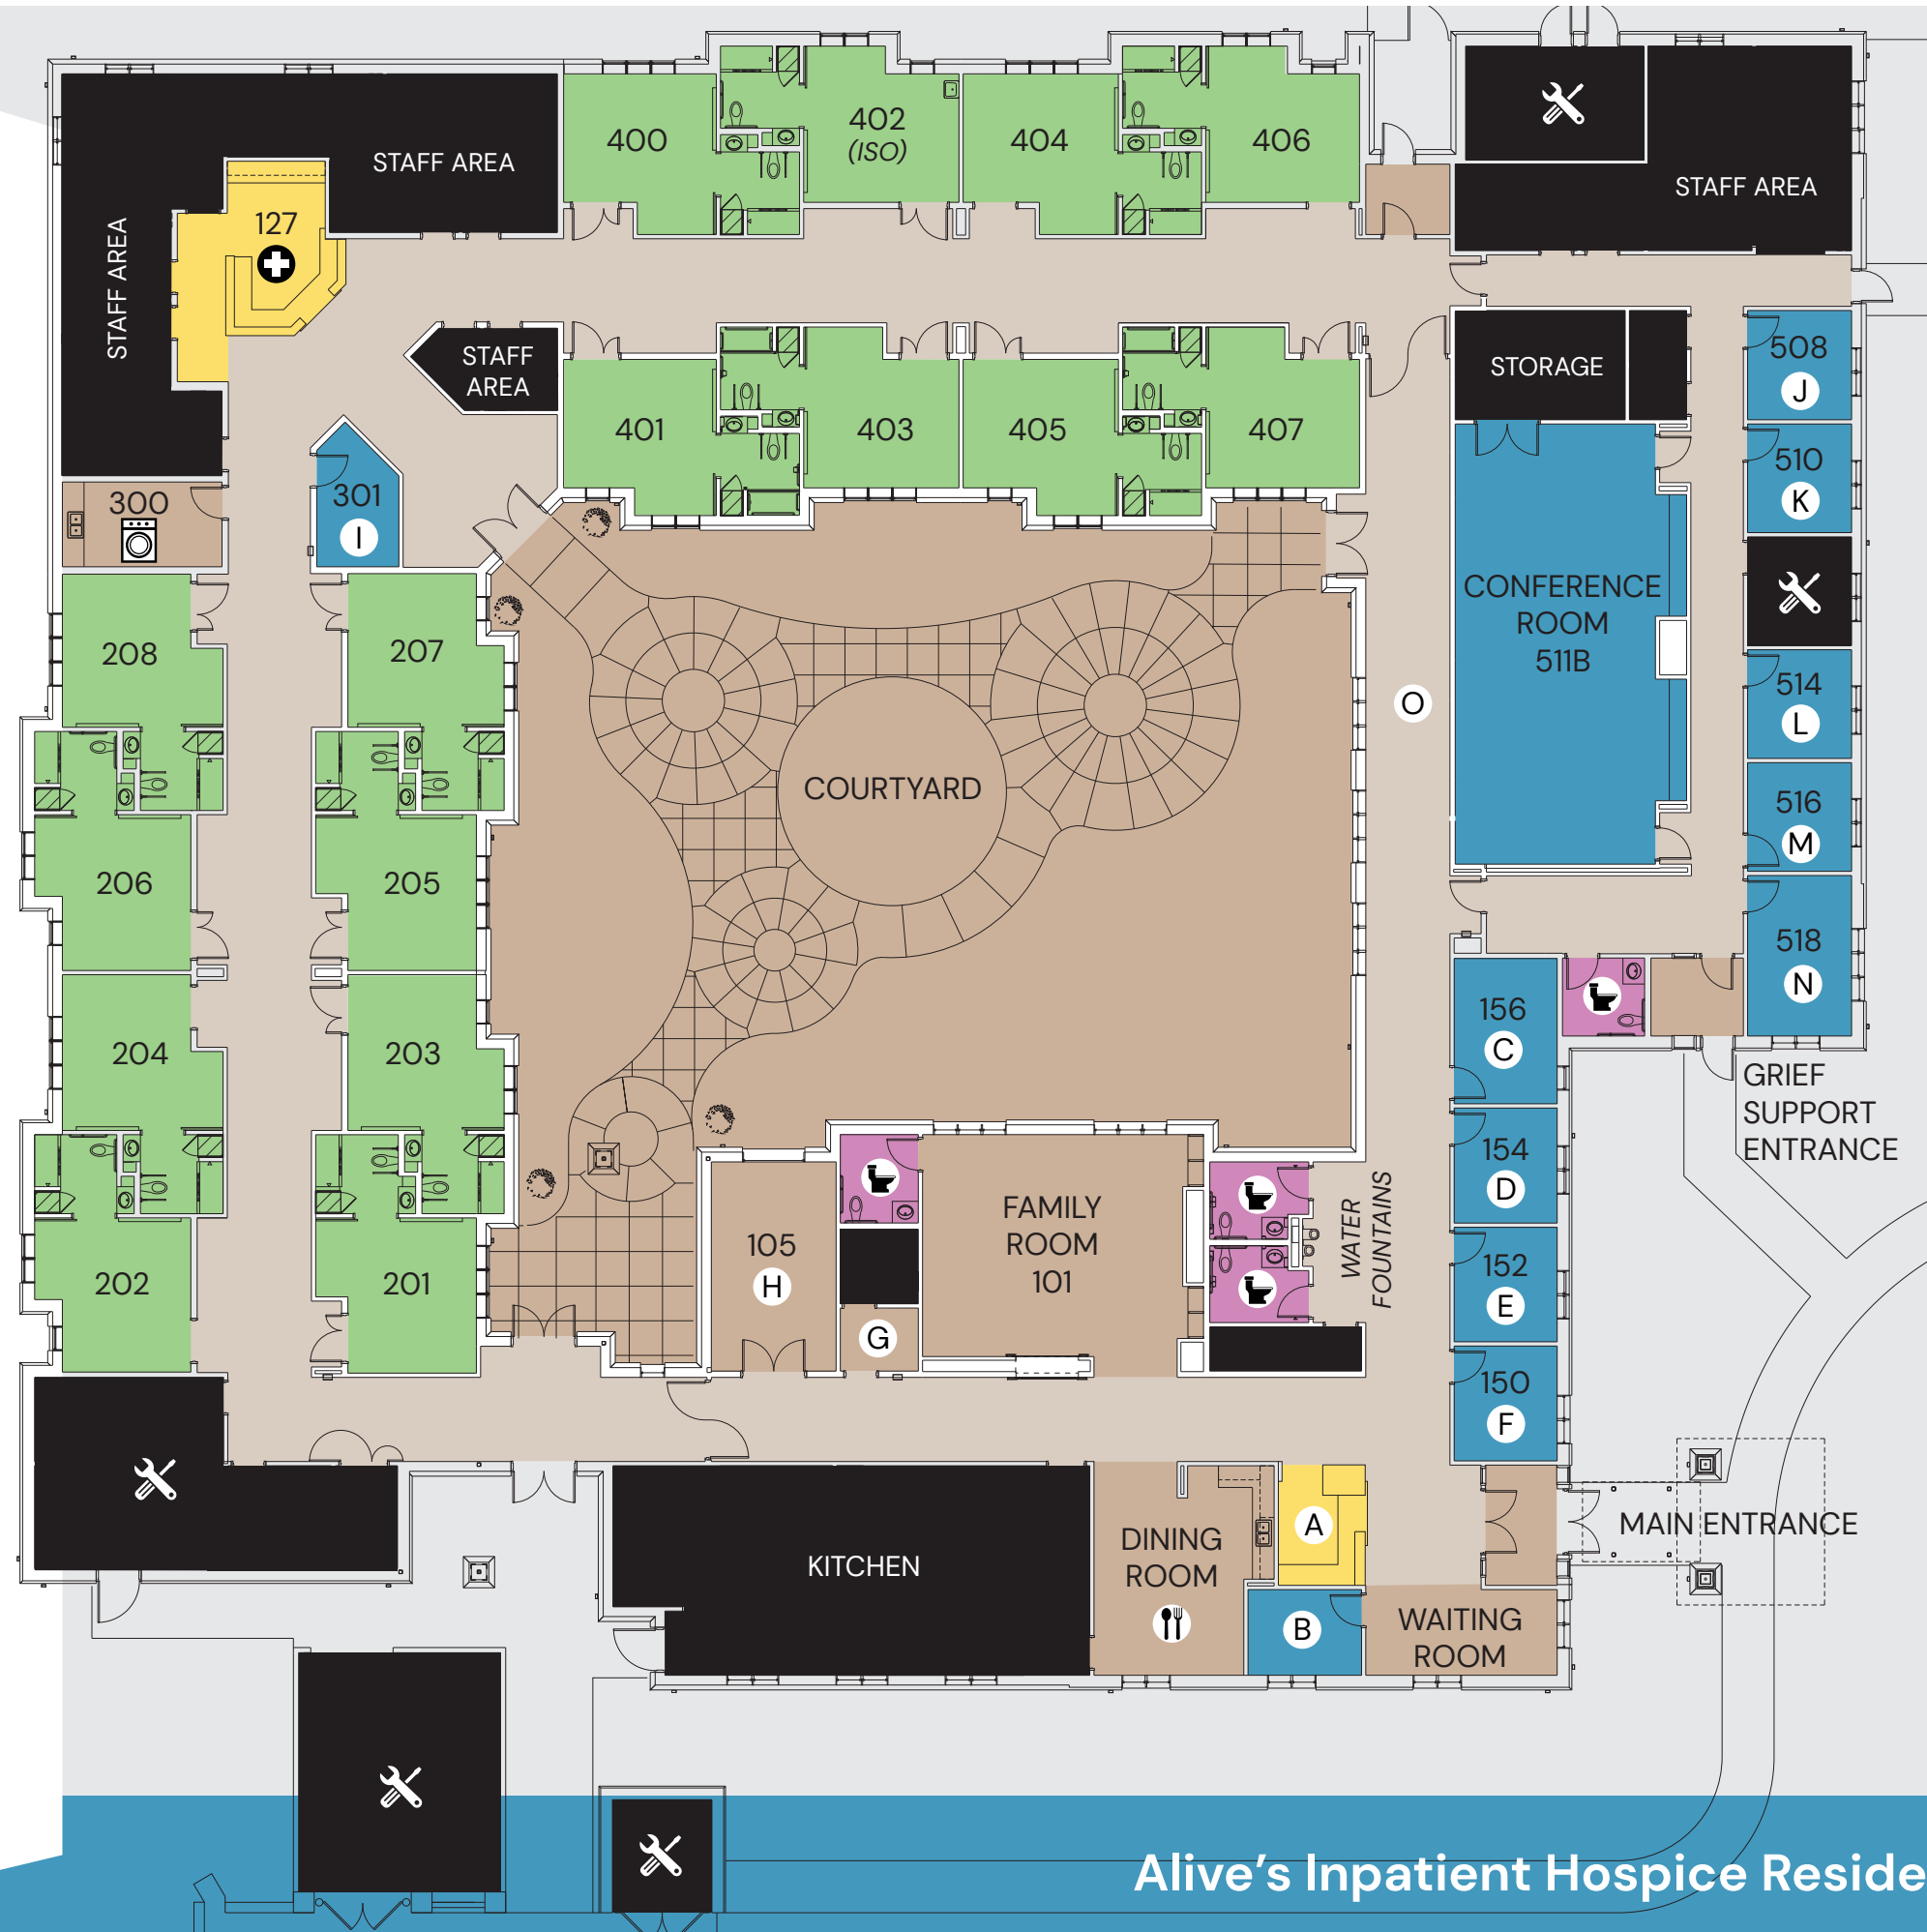 400
402
(ISO)
404
406
STAFF AREA
STAFF AREA
STAFF AREA
127
STAFF
AREA
401
403
405
407
STORAGE
508
J
510
K
300
301
I
CONFERENCE
ROOM
511B
208
207
514
L
O
COURTYARD
516
M
206
205
518
N
156
C
204
203
GRIEF
SUPPORT
ENTRANCE
154
D
FAMILY
ROOM
101
WATER
FOUNTAINS
105
H
152
E
202
201
G
150
F
A
MAIN ENTRANCE
DINING
ROOM
KITCHEN
B
WAITING
ROOM
Alive's Inpatient Hospice Reside